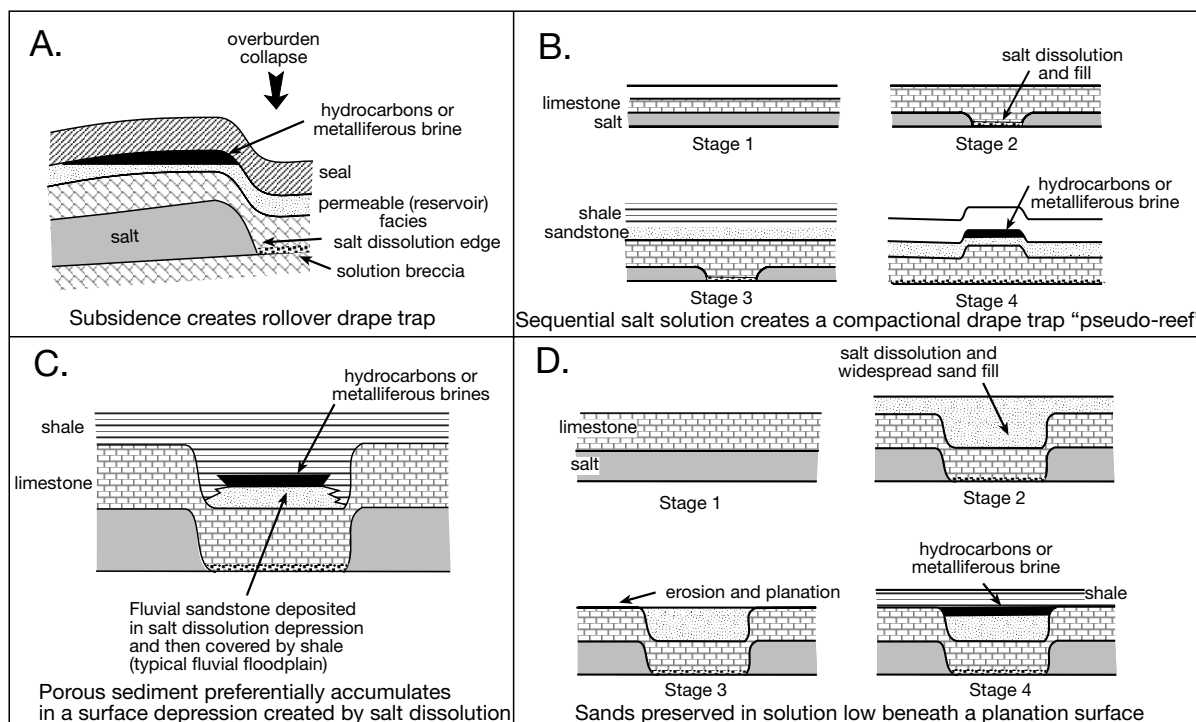 A.
overburden
collapse
hydrocarbons or
metalliferous brine
seal
permeable (reservoir)
facies
salt
salt dissolution edge
solution breccia
Subsidence creates rollover drape trap
B.
limestone
salt
Stage 1
salt dissolution
and fill
Stage 2
shale
sandstone
Stage 3
hydrocarbons or
metalliferous brine
Stage 4
Sequential salt solution creates a compactional drape trap “pseudo-reef”
C.
hydrocarbons or
metalliferous brines
shale
limestone
Fluvial sandstone deposited
in salt dissolution depression
and then covered by shale
(typical fluvial floodplain)
Porous sediment preferentially accumulates
in a surface depression created by salt dissolution
D.
limestone
salt
Stage 1
salt dissolution and
widespread sand fill
Stage 2
erosion and planation
Stage 3
hydrocarbons or
metalliferous brine
shale
Stage 4
Sands preserved in solution low beneath a planation surface